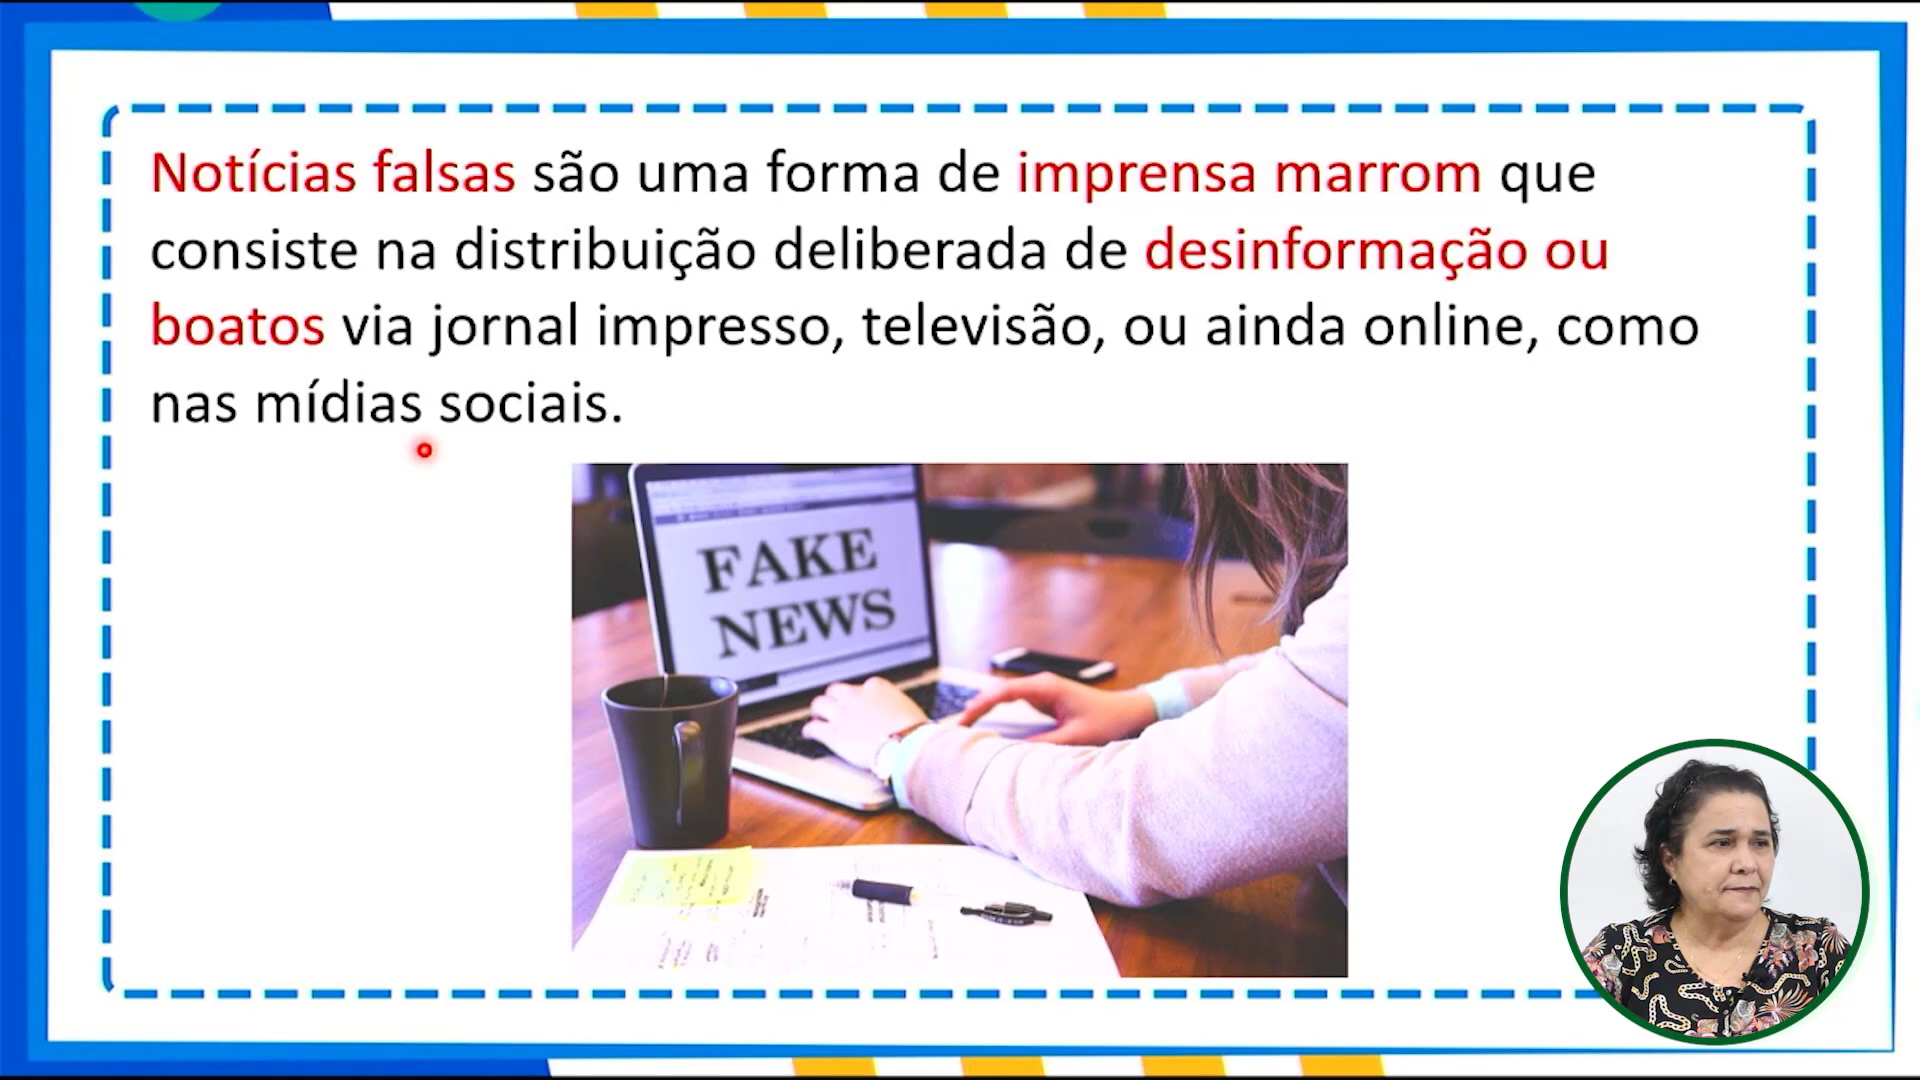 Notícias falsas são uma forma de imprensa marrom que
consiste na distribuição deliberada de desinformação ou
boatos via jornal impresso, televisão, ou ainda online, como
nas mídias sociais.
FAKE
NEWS